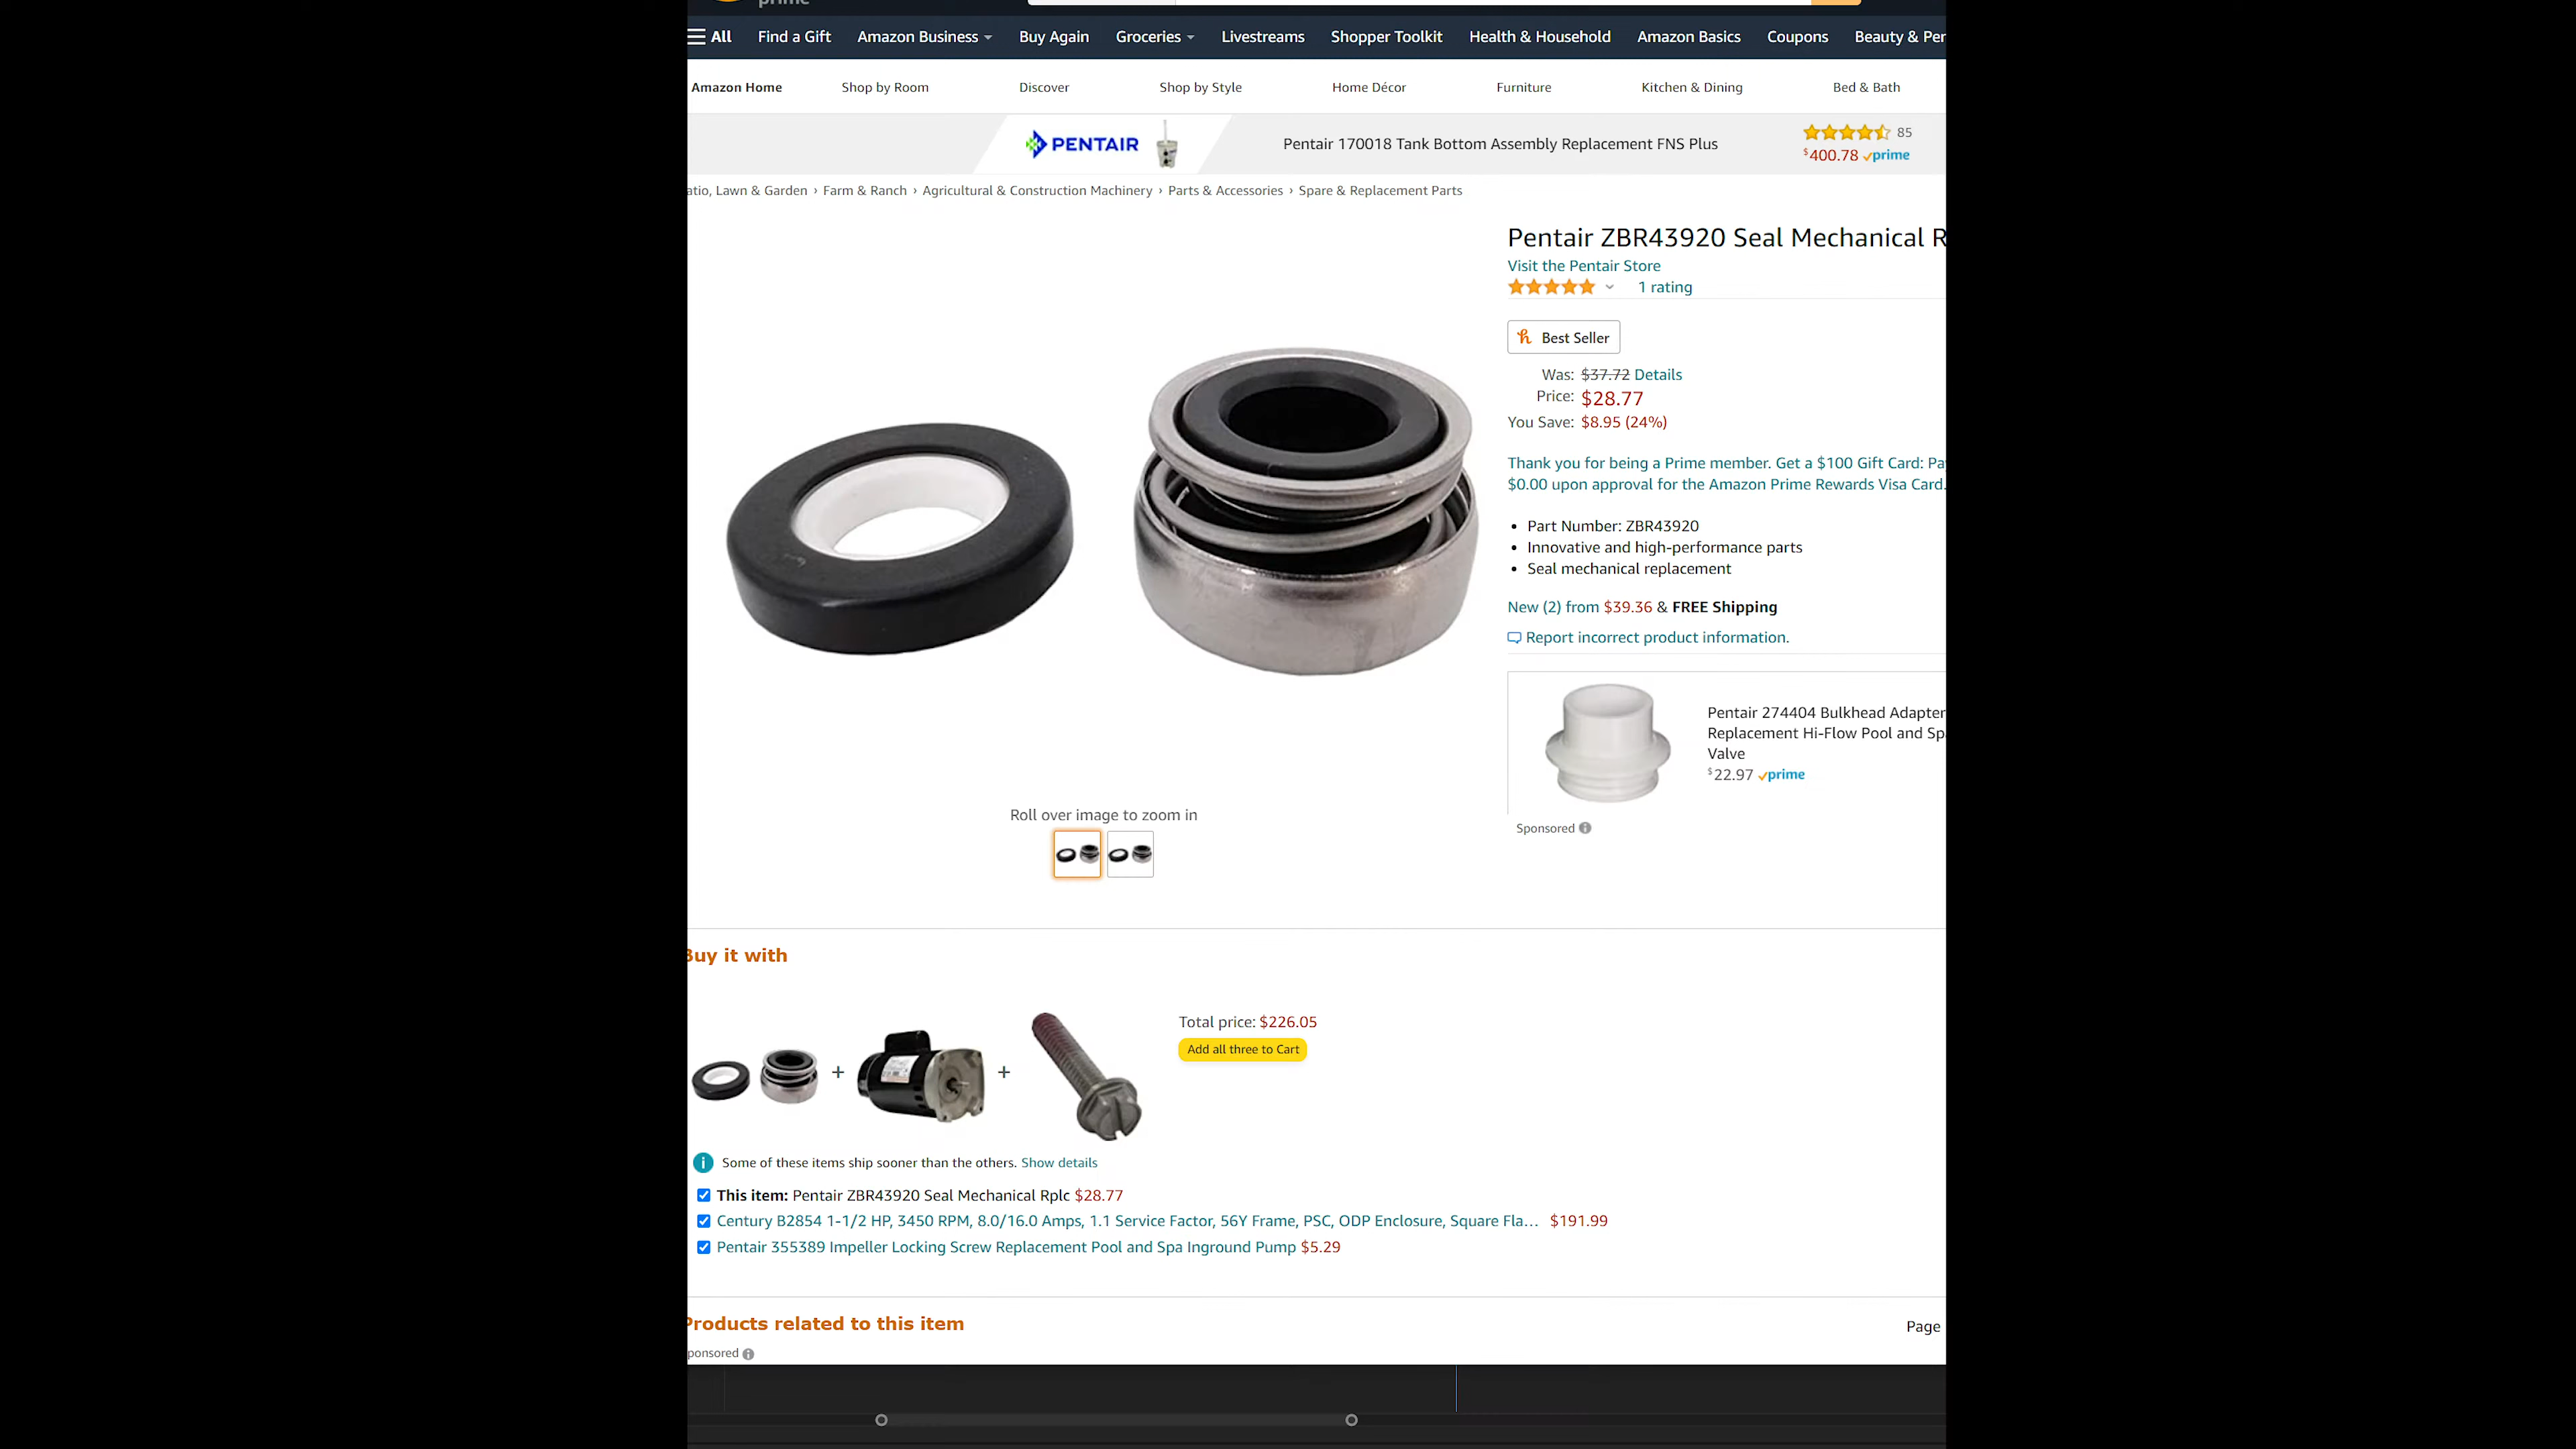 prime
All Find a Gift Amazon Business Buy Again Groceries Livestreams Shopper Toolkit Health & Household Amazon Basics Coupons Beauty & Per
Amazon Home Shop by Room Discover Shop by Style Home Décor Furniture Kitchen & Dining Bed & Bath
PENTAIR
Pentair 170018 Tank Bottom Assembly Replacement FNS Plus
85
$400.78 prime
atio, Lawn & Garden › Farm & Ranch › Agricultural & Construction Machinery › Parts & Accessories › Spare & Replacement Parts
Pentair ZBR43920 Seal Mechanical R
Visit the Pentair Store
1 rating
Best Seller
Was: $37.72 Details
Price: $28.77
You Save: $8.95 (24%)
Thank you for being a Prime member. Get a $100 Gift Card: Pa
$0.00 upon approval for the Amazon Prime Rewards Visa Card.
• Part Number: ZBR43920
• Innovative and high-performance parts
• Seal mechanical replacement
New (2) from $39.36 & FREE Shipping
Report incorrect product information.
Pentair 274404 Bulkhead Adapter
Replacement Hi-Flow Pool and Sp
Valve
$22.97 prime
Sponsored
Roll over image to zoom in
Buy it with
Total price: $226.05
Add all three to Cart
Some of these items ship sooner than the others. Show details
This item: Pentair ZBR43920 Seal Mechanical Rplc $28.77
Century B2854 1-1/2 HP, 3450 RPM, 8.0/16.0 Amps, 1.1 Service Factor, 56Y Frame, PSC, ODP Enclosure, Square Fla... $191.99
Pentair 355389 Impeller Locking Screw Replacement Pool and Spa Inground Pump $5.29
Products related to this item
Page
ponsored